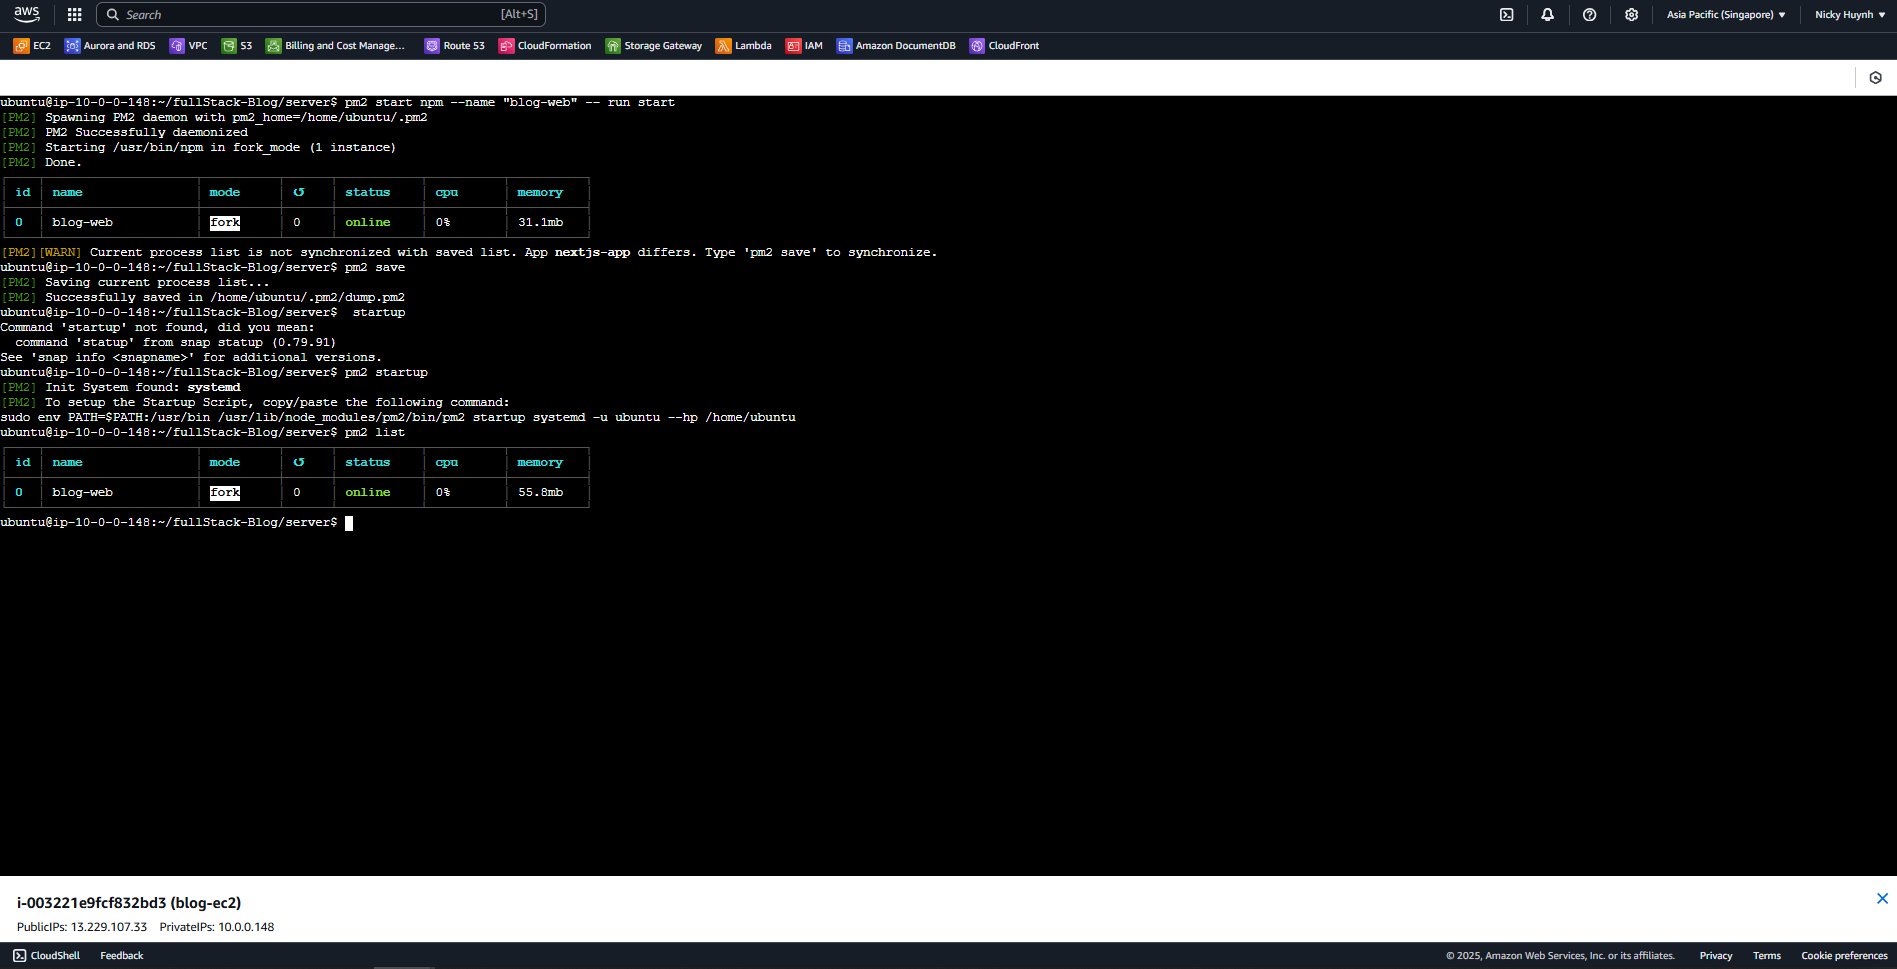 aws
Search [Alt+S] Asia Pacific (Singapore) Nicky Huynh
EC2 Aurora and RDS VPC S3 Billing and Cost Manage... Route 53 CloudFormation Storage Gateway Lambda IAM Amazon DocumentDB CloudFront
ubuntu@ip-10-0-0-148:~/fullStack-Blog/server$ pm2 start npm --name "blog-web" -- run start
[PM2] Spawning PM2 daemon with pm2_home=/home/ubuntu/.pm2
[PM2] PM2 Successfully daemonized
[PM2] Starting /usr/bin/npm in fork_mode (1 instance)
[PM2] Done.
id name mode ↺ status cpu memory
0 blog-web fork 0 online 0% 31.1mb
[PM2][WARN] Current process list is not synchronized with saved list. App nextjs-app differs. Type 'pm2 save' to synchronize.
ubuntu@ip-10-0-0-148:~/fullStack-Blog/server$ pm2 save
[PM2] Saving current process list...
[PM2] Successfully saved in /home/ubuntu/.pm2/dump.pm2
ubuntu@ip-10-0-0-148:~/fullStack-Blog/server$  startup
Command 'startup' not found, did you mean:
  command 'statup' from snap statup (0.79.91)
See 'snap info <snapname>' for additional versions.
ubuntu@ip-10-0-0-148:~/fullStack-Blog/server$ pm2 startup
[PM2] Init System found: systemd
[PM2] To setup the Startup Script, copy/paste the following command:
sudo env PATH=$PATH:/usr/bin /usr/lib/node_modules/pm2/bin/pm2 startup systemd -u ubuntu --hp /home/ubuntu
ubuntu@ip-10-0-0-148:~/fullStack-Blog/server$ pm2 list
id name mode ↺ status cpu memory
0 blog-web fork 0 online 0% 55.8mb
ubuntu@ip-10-0-0-148:~/fullStack-Blog/server$
i-003221e9fcf832bd3 (blog-ec2)
PublicIPs: 13.229.107.33 PrivateIPs: 10.0.0.148
CloudShell Feedback © 2025, Amazon Web Services, Inc. or its affiliates. Privacy Terms Cookie preferences